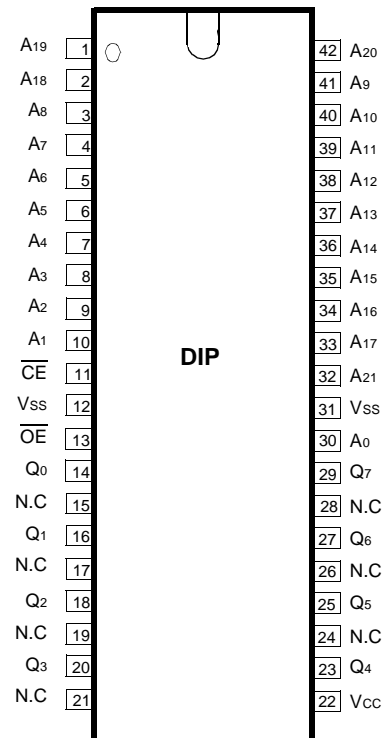 A19 1 42 A20
A18 2 41 A9
A8 3 40 A10
A7 4 39 A11
A6 5 38 A12
A5 6 37 A13
A4 7 36 A14
A3 8 35 A15
A2 9 34 A16
A1 10 33 A17
DIP
C̅E̅ 11 32 A21
VSS 12 31 VSS
O̅E̅ 13 30 A0
Q0 14 29 Q7
N.C 15 28 N.C
Q1 16 27 Q6
N.C 17 26 N.C
Q2 18 25 Q5
N.C 19 24 N.C
Q3 20 23 Q4
N.C 21 22 VCC